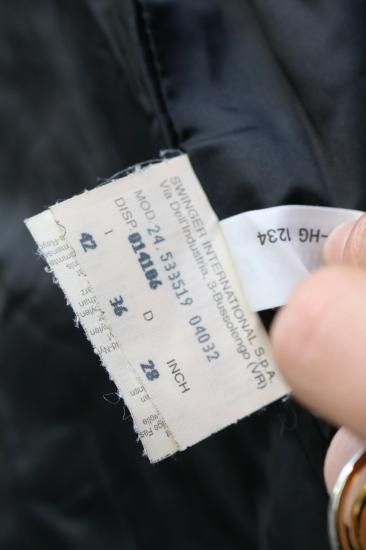 SWINGER INTERNATIONAL S.p.A.
Via Dell'Industria, 3-Bussolengo (VR)
MOD. 24 533519 04032
DISP. 014106
I D INCH
42 36 28
-HG 1234